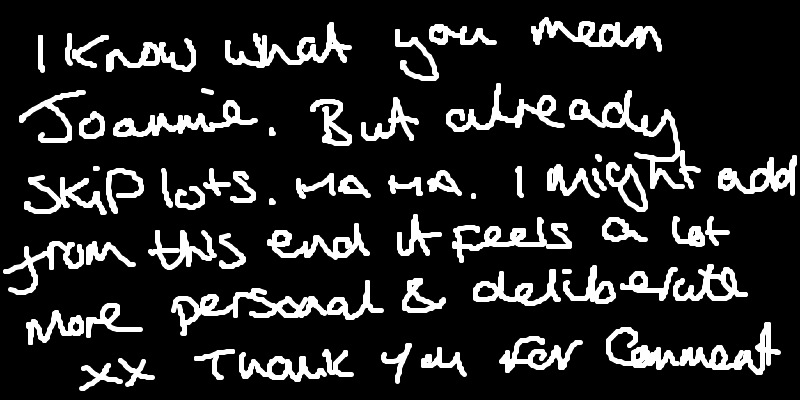 I know what you mean
Joannie. But already
skip lots. HA HA. I might add
from this end it feels a lot
more personal & deliberate
xx Thank you for Comment